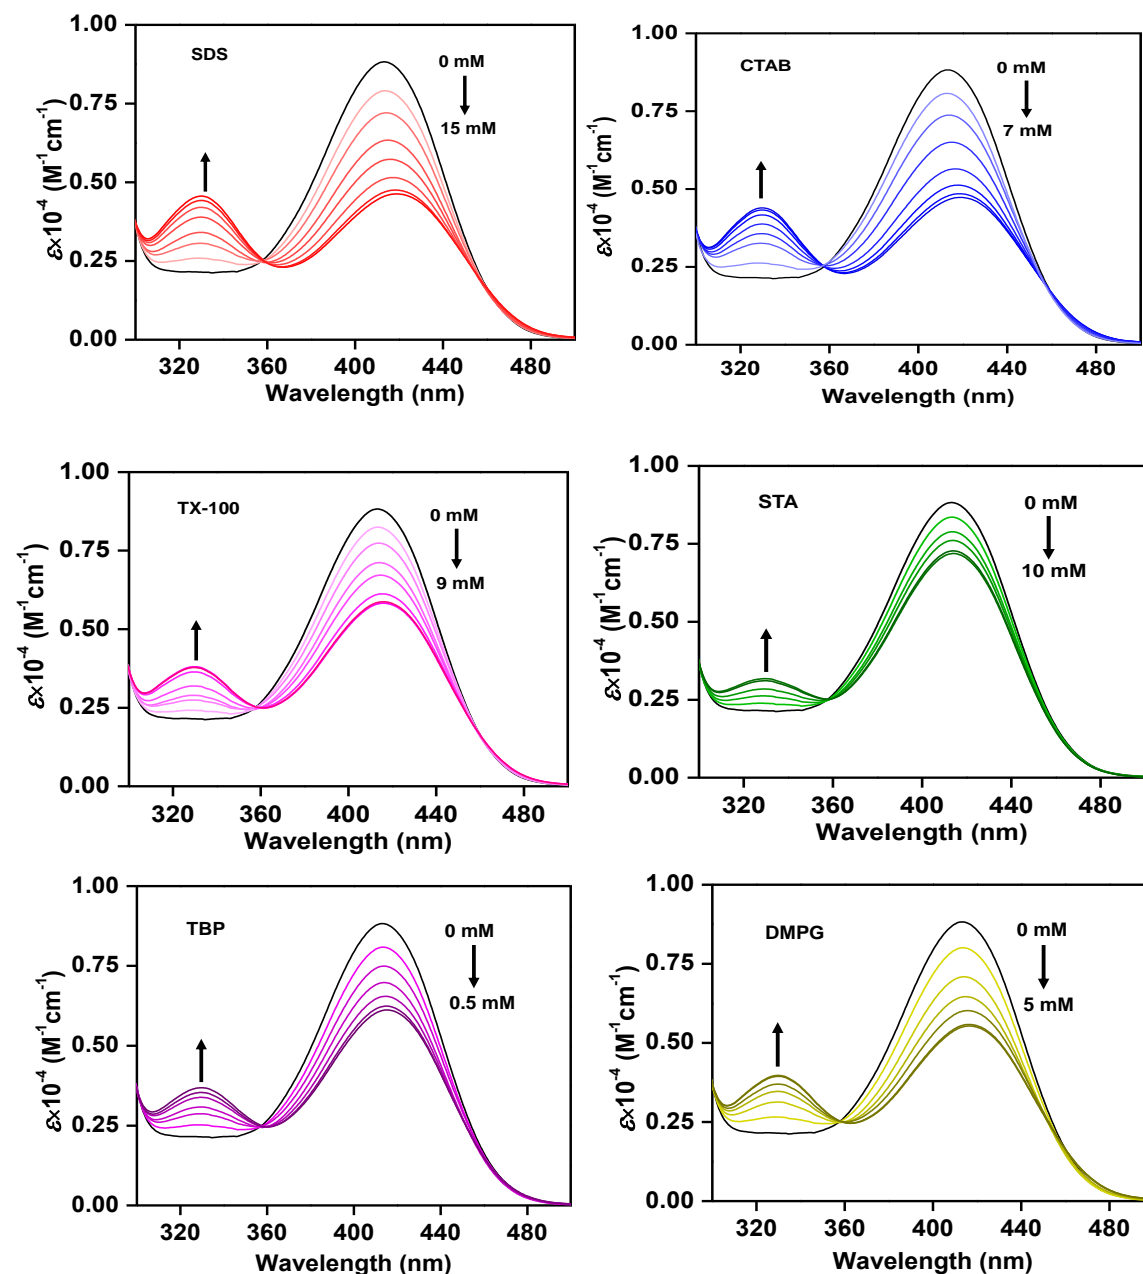 SDS
0 mM
15 mM
1.00
0.75
0.50
0.25
0.00
320 360 400 440 480
Wavelength (nm)
ε×10⁻⁴ (M⁻¹cm⁻¹)
CTAB
0 mM
7 mM
1.00
0.75
0.50
0.25
0.00
320 360 400 440 480
Wavelength (nm)
ε×10⁻⁴ (M⁻¹cm⁻¹)
TX-100
0 mM
9 mM
1.00
0.75
0.50
0.25
0.00
320 360 400 440 480
Wavelength (nm)
ε×10⁻⁴ (M⁻¹cm⁻¹)
STA
0 mM
10 mM
1.00
0.75
0.50
0.25
0.00
320 360 400 440 480
Wavelength (nm)
ε×10⁻⁴ (M⁻¹cm⁻¹)
TBP
0 mM
0.5 mM
1.00
0.75
0.50
0.25
0.00
320 360 400 440 480
Wavelength (nm)
ε×10⁻⁴ (M⁻¹cm⁻¹)
DMPG
0 mM
5 mM
1.00
0.75
0.50
0.25
0.00
320 360 400 440 480
Wavelength (nm)
ε×10⁻⁴ (M⁻¹cm⁻¹)